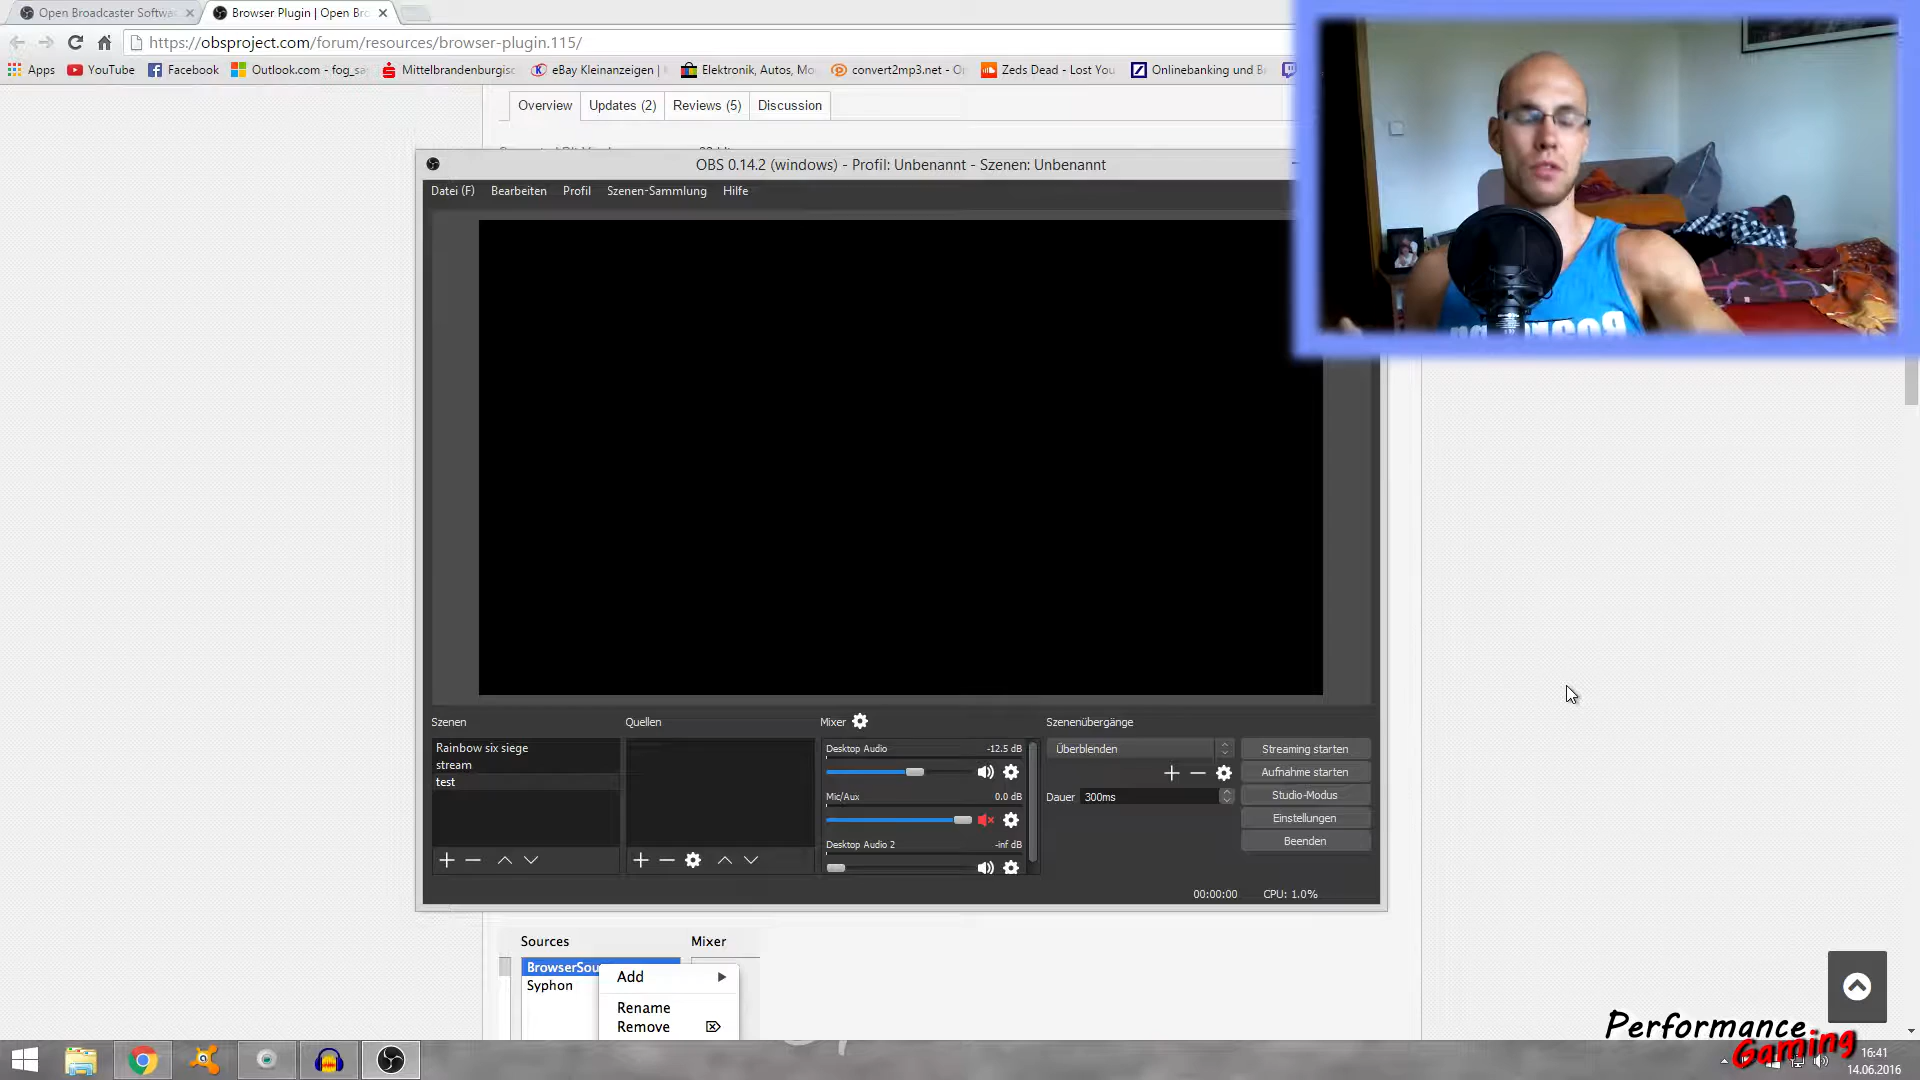 Open Broadcaster Softwa
Browser Plugin | Open Bro
https://obsproject.com/forum/resources/browser-plugin.115/
Apps
YouTube
Facebook
Outlook.com - fog_sa
Mittelbrandenburgisc
eBay Kleinanzeigen |
Elektronik, Autos, Mo
convert2mp3.net - O
Zeds Dead - Lost You
Onlinebanking und B
Overview
Updates (2)
Reviews (5)
Discussion
OBS 0.14.2 (windows) - Profil: Unbenannt - Szenen: Unbenannt
Datei (F)
Bearbeiten
Profil
Szenen-Sammlung
Hilfe
Szenen
Quellen
Mixer
Szenenübergänge
Rainbow six siege
stream
test
Desktop Audio
-12.5 dB
Mic/Aux
0.0 dB
Desktop Audio 2
-inf dB
Überblenden
Dauer
300ms
Streaming starten
Aufnahme starten
Studio-Modus
Einstellungen
Beenden
00:00:00
CPU: 1.0%
Sources
Mixer
BrowserSou
Syphon
Add
Rename
Remove
Performance
Gaming
16:41
14.06.2016